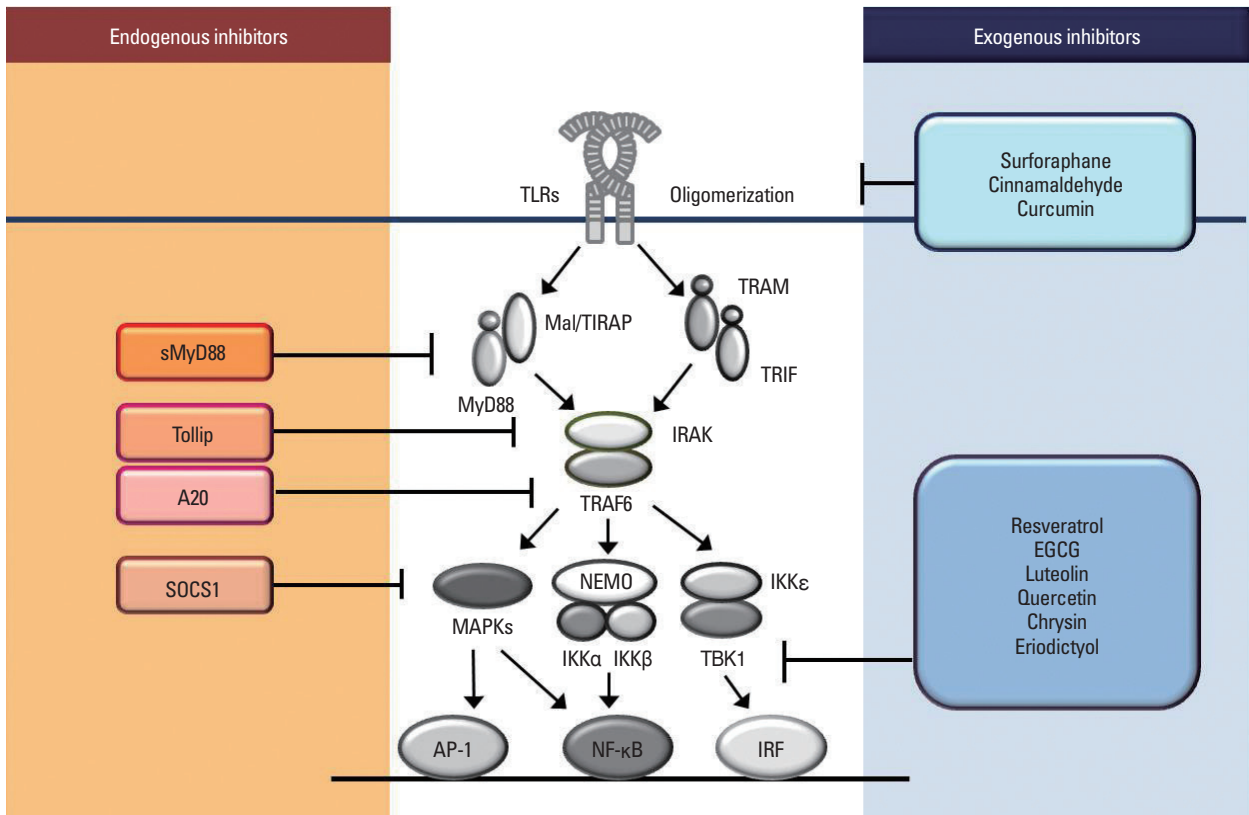 Endogenous inhibitors
Exogenous inhibitors
Surforaphane
Cinnamaldehyde
Curcumin
TLRs
Oligomerization
TRAM
Mal/TIRAP
sMyD88
TRIF
MyD88
Tollip
IRAK
A20
TRAF6
Resveratrol
EGCG
Luteolin
Quercetin
Chrysin
Eriodictyol
SOCS1
NEMO
IKKε
MAPKs
IKKα IKKβ
TBK1
AP-1
NF-κB
IRF